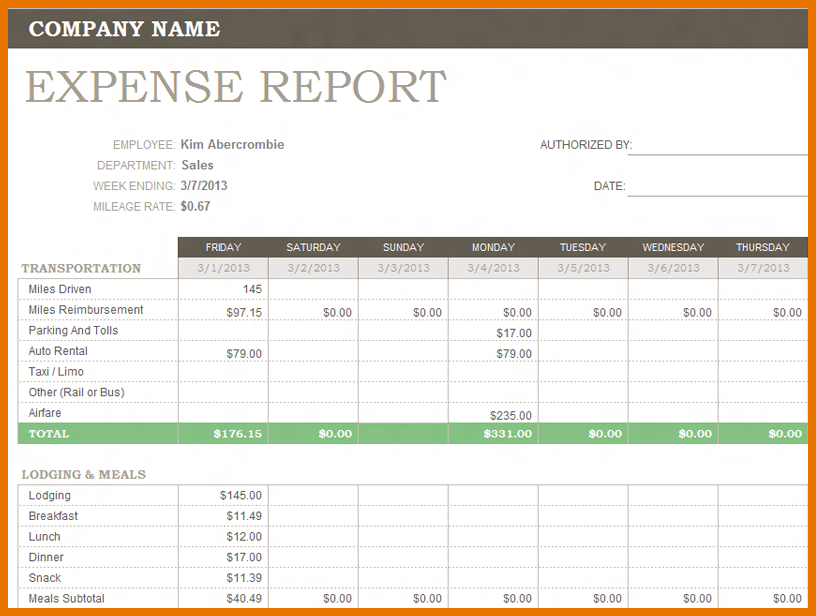 COMPANY NAME
EXPENSE REPORT
EMPLOYEE: Kim Abercrombie AUTHORIZED BY:
DEPARTMENT: Sales
WEEK ENDING: 3/7/2013 DATE:
MILEAGE RATE: $0.67
FRIDAY SATURDAY SUNDAY MONDAY TUESDAY WEDNESDAY THURSDAY
TRANSPORTATION 3/1/2013 3/2/2013 3/3/2013 3/4/2013 3/5/2013 3/6/2013 3/7/2013
Miles Driven 145
Miles Reimbursement $97.15 $0.00 $0.00 $0.00 $0.00 $0.00 $0.00
Parking And Tolls $17.00
Auto Rental $79.00 $79.00
Taxi / Limo
Other (Rail or Bus)
Airfare $235.00
TOTAL $176.15 $0.00 $331.00 $0.00 $0.00 $0.00
LODGING & MEALS
Lodging $145.00
Breakfast $11.49
Lunch $12.00
Dinner $17.00
Snack $11.39
Meals Subtotal $40.49 $0.00 $0.00 $0.00 $0.00 $0.00 $0.00